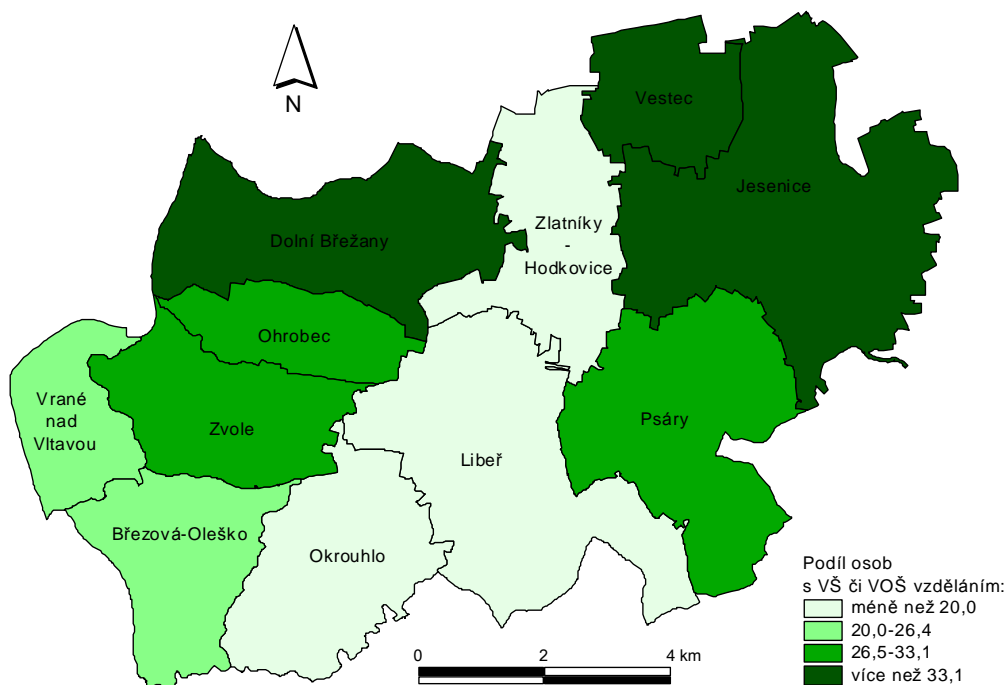 N
Vestec
Jesenice
Zlatníky
-
Hodkovice
Dolní Břežany
Ohrobec
Vrané
nad
Vltavou
Zvole
Psáry
Libeř
Březová-Oleško
Okrouhlo
Podíl osob
s VŠ či VOŠ vzděláním:
méně než 20,0
20,0-26,4
26,5-33,1
více než 33,1
0 2 4 km